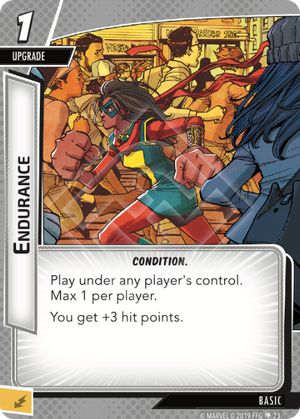 1
UPGRADE
ENDURANCE
CONDITION.
Play under any player's control.
Max 1 per player.
You get +3 hit points.
BASIC
© MARVEL © 2019 FFG 23